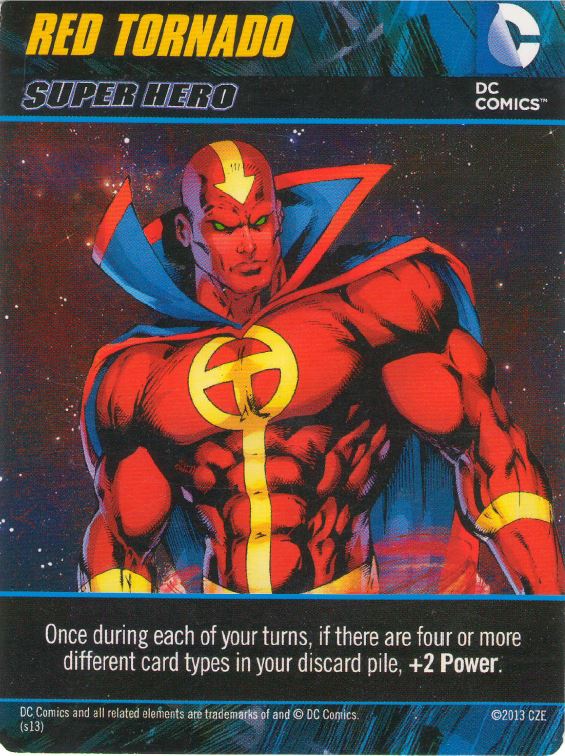 RED TORNADO
SUPER HERO
DC
COMICS™
Once during each of your turns, if there are four or more
different card types in your discard pile, +2 Power.
DC Comics and all related elements are trademarks of and © DC Comics.
(s13)
©2013 CZE